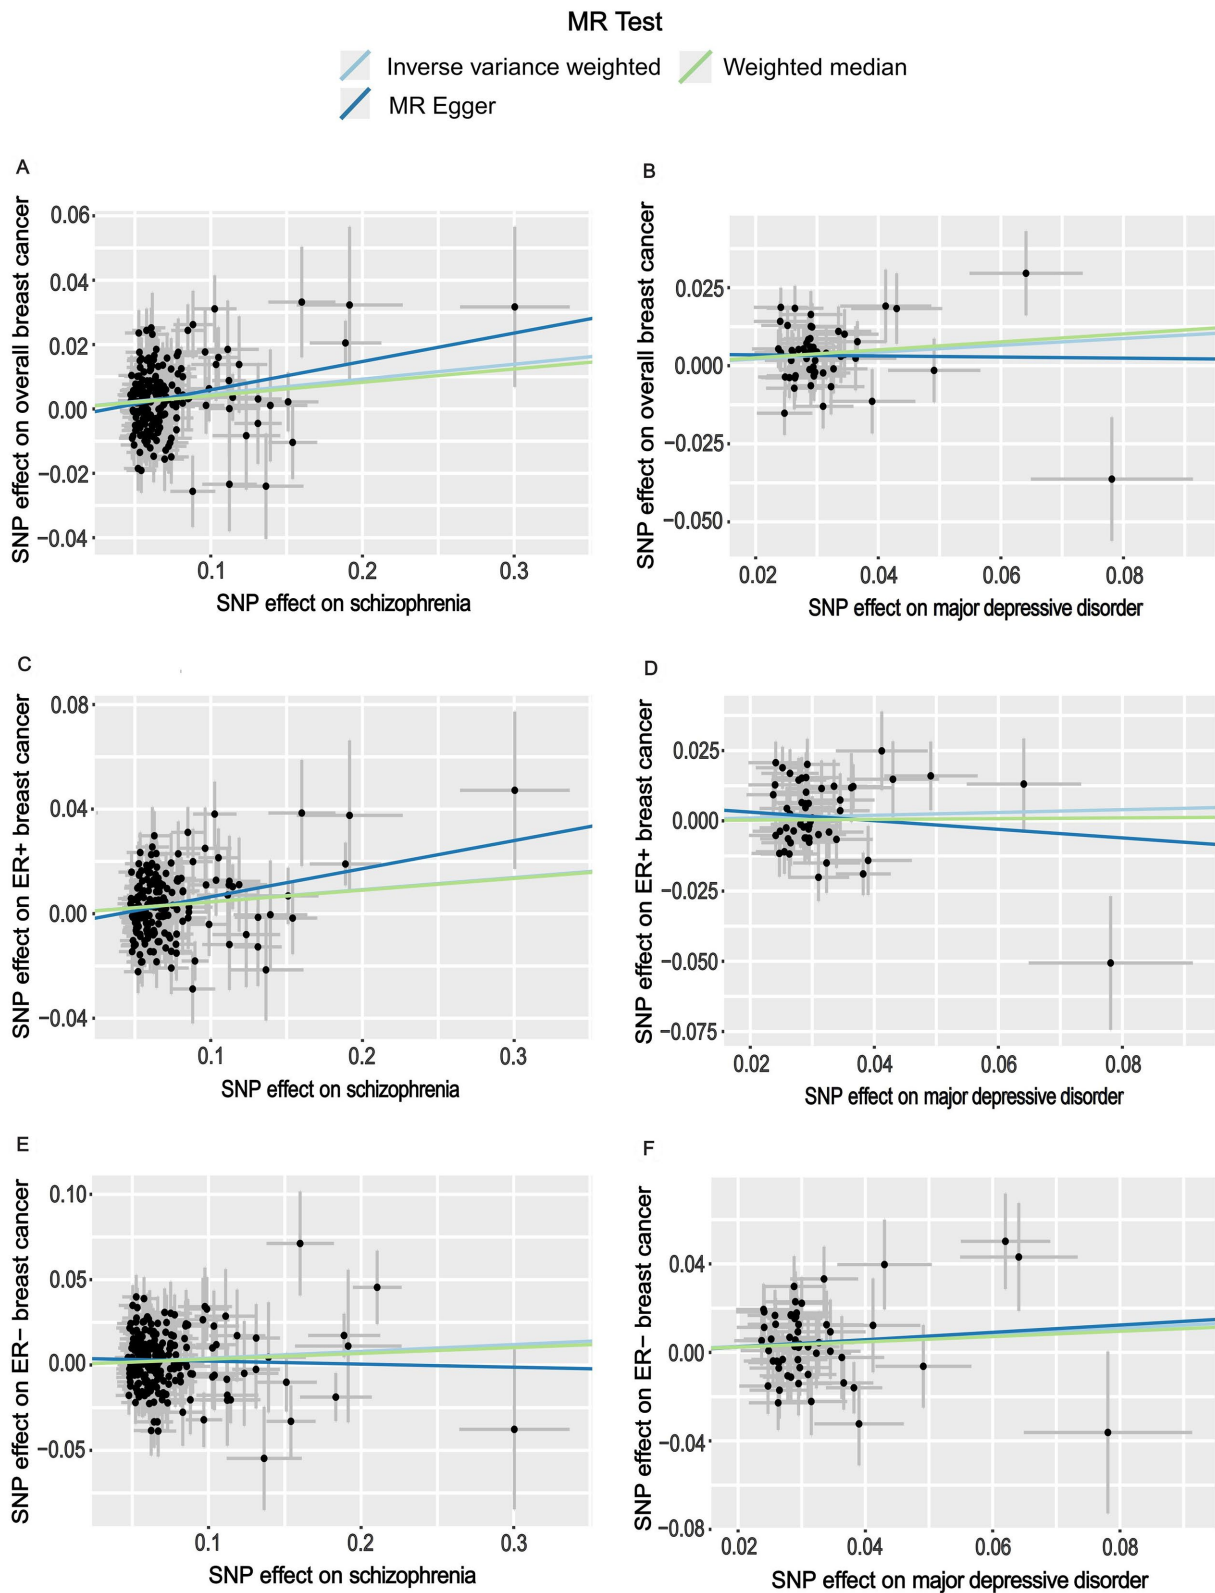 MR Test
Inverse variance weighted
Weighted median
MR Egger
A
SNP effect on overall breast cancer
0.06
0.04
0.02
0.00
−0.02
−0.04
0.1
0.2
0.3
SNP effect on schizophrenia
B
SNP effect on overall breast cancer
0.025
0.000
−0.025
−0.050
0.02
0.04
0.06
0.08
SNP effect on major depressive disorder
C
SNP effect on ER+ breast cancer
0.08
0.04
0.00
−0.04
0.1
0.2
0.3
SNP effect on schizophrenia
D
SNP effect on ER+ breast cancer
0.025
0.000
−0.025
−0.050
−0.075
0.02
0.04
0.06
0.08
SNP effect on major depressive disorder
E
SNP effect on ER− breast cancer
0.10
0.05
0.00
−0.05
0.1
0.2
0.3
SNP effect on schizophrenia
F
SNP effect on ER− breast cancer
0.04
0.00
−0.04
−0.08
0.02
0.04
0.06
0.08
SNP effect on major depressive disorder